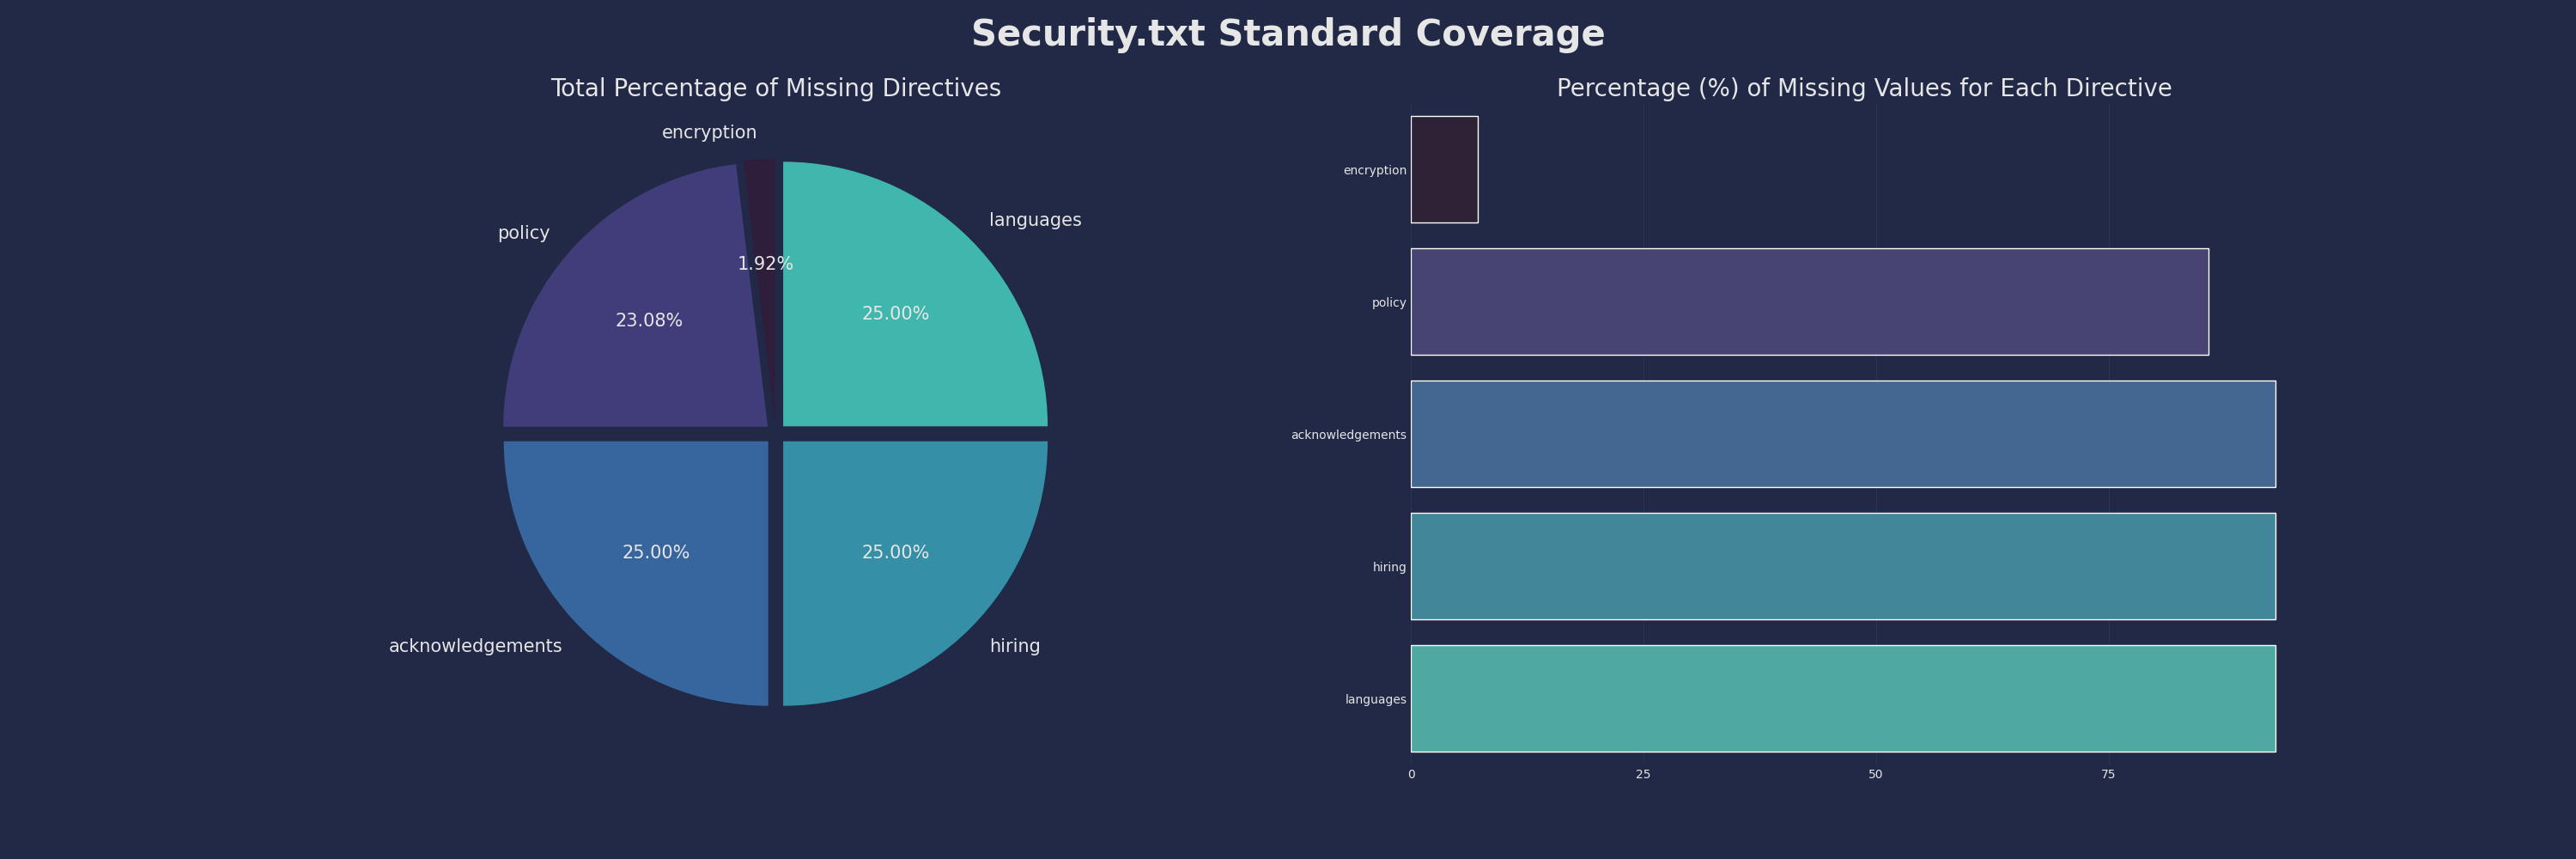 Security.txt Standard Coverage
Total Percentage of Missing Directives
encryption
policy
languages
1.92%
23.08%
25.00%
25.00%
25.00%
acknowledgements
hiring
Percentage (%) of Missing Values for Each Directive
encryption
policy
acknowledgements
hiring
languages
0 25 50 75